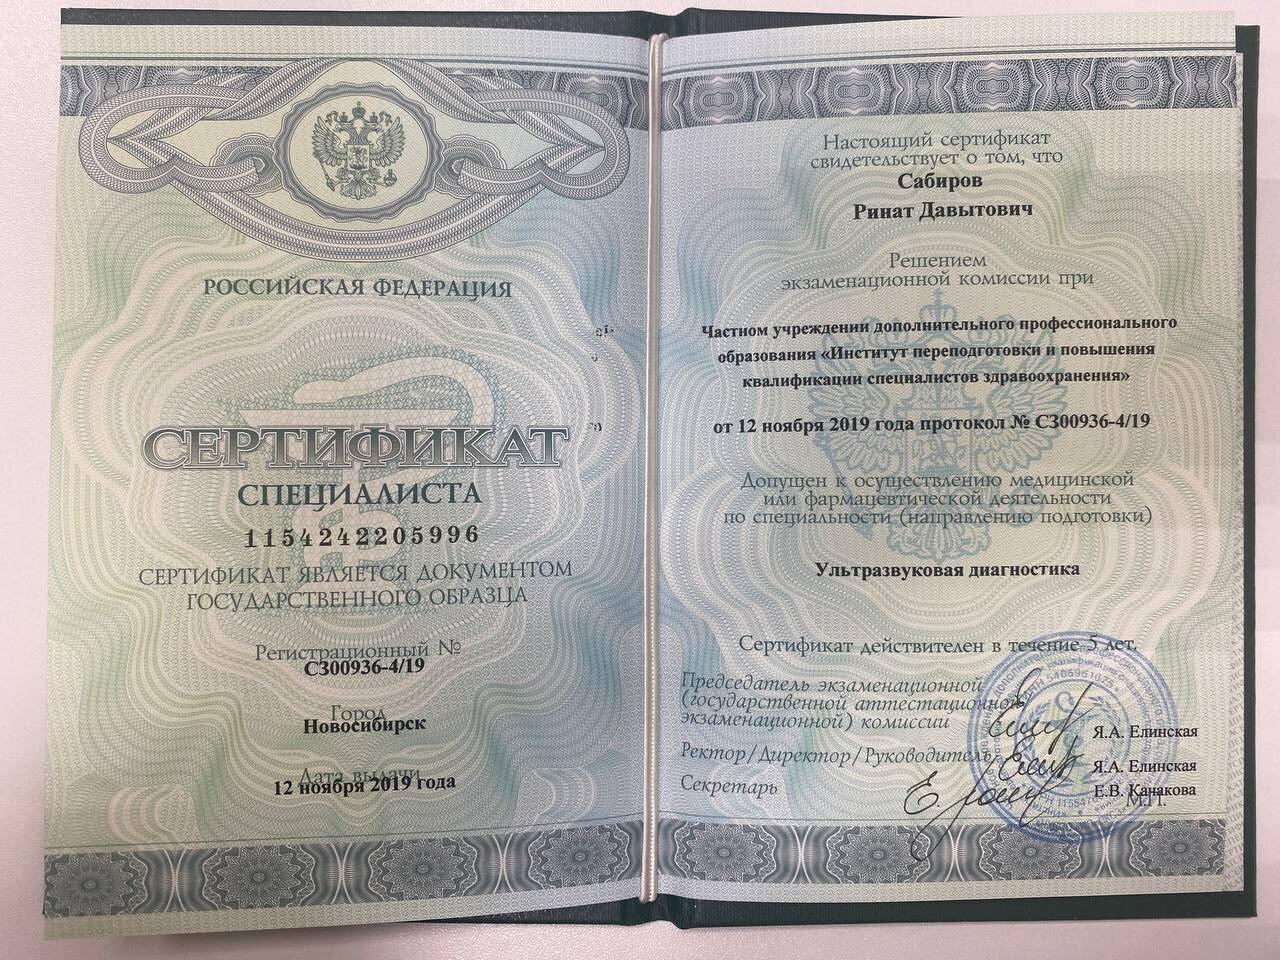 РОССИЙСКАЯ ФЕДЕРАЦИЯ
СЕРТИФИКАТ
СПЕЦИАЛИСТА
1154242205996
СЕРТИФИКАТ ЯВЛЯЕТСЯ ДОКУМЕНТОМ
ГОСУДАРСТВЕННОГО ОБРАЗЦА
Регистрационный №
СЗ00936-4/19
Город
Новосибирск
Дата выдачи
12 ноября 2019 года
Настоящий сертификат
свидетельствует о том, что
Сабиров
Ринат Давытович
Решением
экзаменационной комиссии при
Частном учреждении дополнительного профессионального
образования «Институт переподготовки и повышения
квалификации специалистов здравоохранения»
от 12 ноября 2019 года протокол № СЗ00936-4/19
Допущен к осуществлению медицинской
или фармацевтической деятельности
по специальности (направлению подготовки)
Ультразвуковая диагностика
Сертификат действителен в течение 5 лет.
Председатель экзаменационной
(государственной аттестационной
экзаменационной) комиссии
Я.А. Елинская
Ректор/Директор/Руководитель
Я.А. Елинская
Секретарь
Е.В. Качакова
М.П.